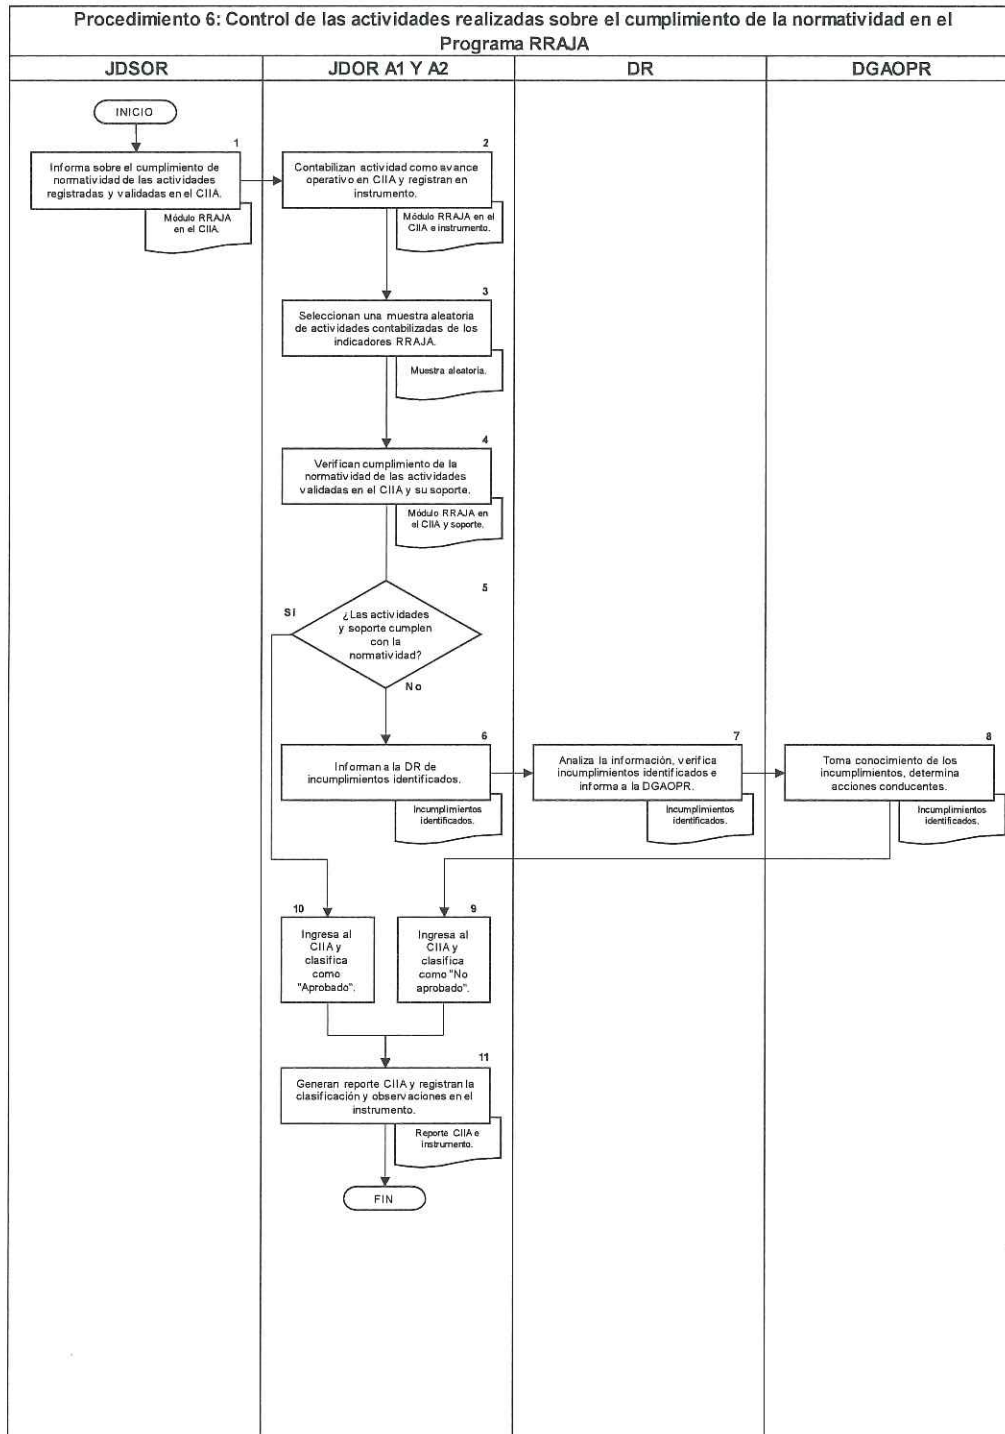 Procedimiento 6: Control de las actividades realizadas sobre el cumplimiento de la normatividad en el
Programa RRAJA
JDSOR
JDOR A1 Y A2
DR
DGAOPR
INICIO
1
Informa sobre el cumplimiento de
normatividad de las actividades
registradas y validadas en el CIIA.
Módulo RRAJA
en el CIIA.
2
Contabilizan actividad como avance
operativo en CIIA y registran en
instrumento.
Módulo RRAJA en el
CIIA e instrumento.
3
Seleccionan una muestra aleatoria
de actividades contabilizadas de los
indicadores RRAJA.
Muestra aleatoria.
4
Verifican cumplimiento de la
normatividad de las actividades
validadas en el CIIA y su soporte.
Módulo RRAJA en
el CIIA y soporte.
5
SI
¿Las actividades
y soporte cumplen
con la
normatividad?
No
6
Informan a la DR de
incumplimientos identificados.
Incumplimientos
identificados.
7
Analiza la información, verifica
incumplimientos identificados e
informa a la DGAOPR.
Incumplimientos
identificados.
8
Toma conocimiento de los
incumplimientos, determina
acciones conducentes.
Incumplimientos
identificados.
10
Ingresa al
CIIA y
clasifica
como
"Aprobado".
9
Ingresa al
CIIA y
clasifica
como "No
aprobado".
11
Generan reporte CIIA y registran la
clasificación y observaciones en el
instrumento.
Reporte CIIA e
instrumento.
FIN